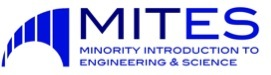 MITES
MINORITY INTRODUCTION TO
ENGINEERING & SCIENCE